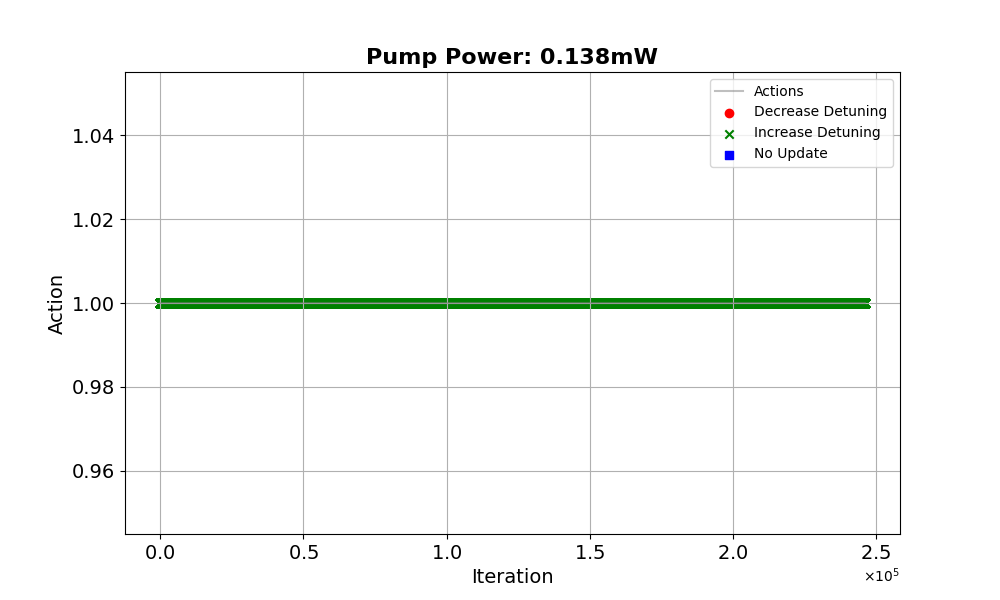 Pump Power: 0.138mW
Actions
Decrease Detuning
Increase Detuning
No Update
1.04
1.02
1.00
0.98
0.96
Action
0.0 0.5 1.0 1.5 2.0 2.5
×10⁵
Iteration